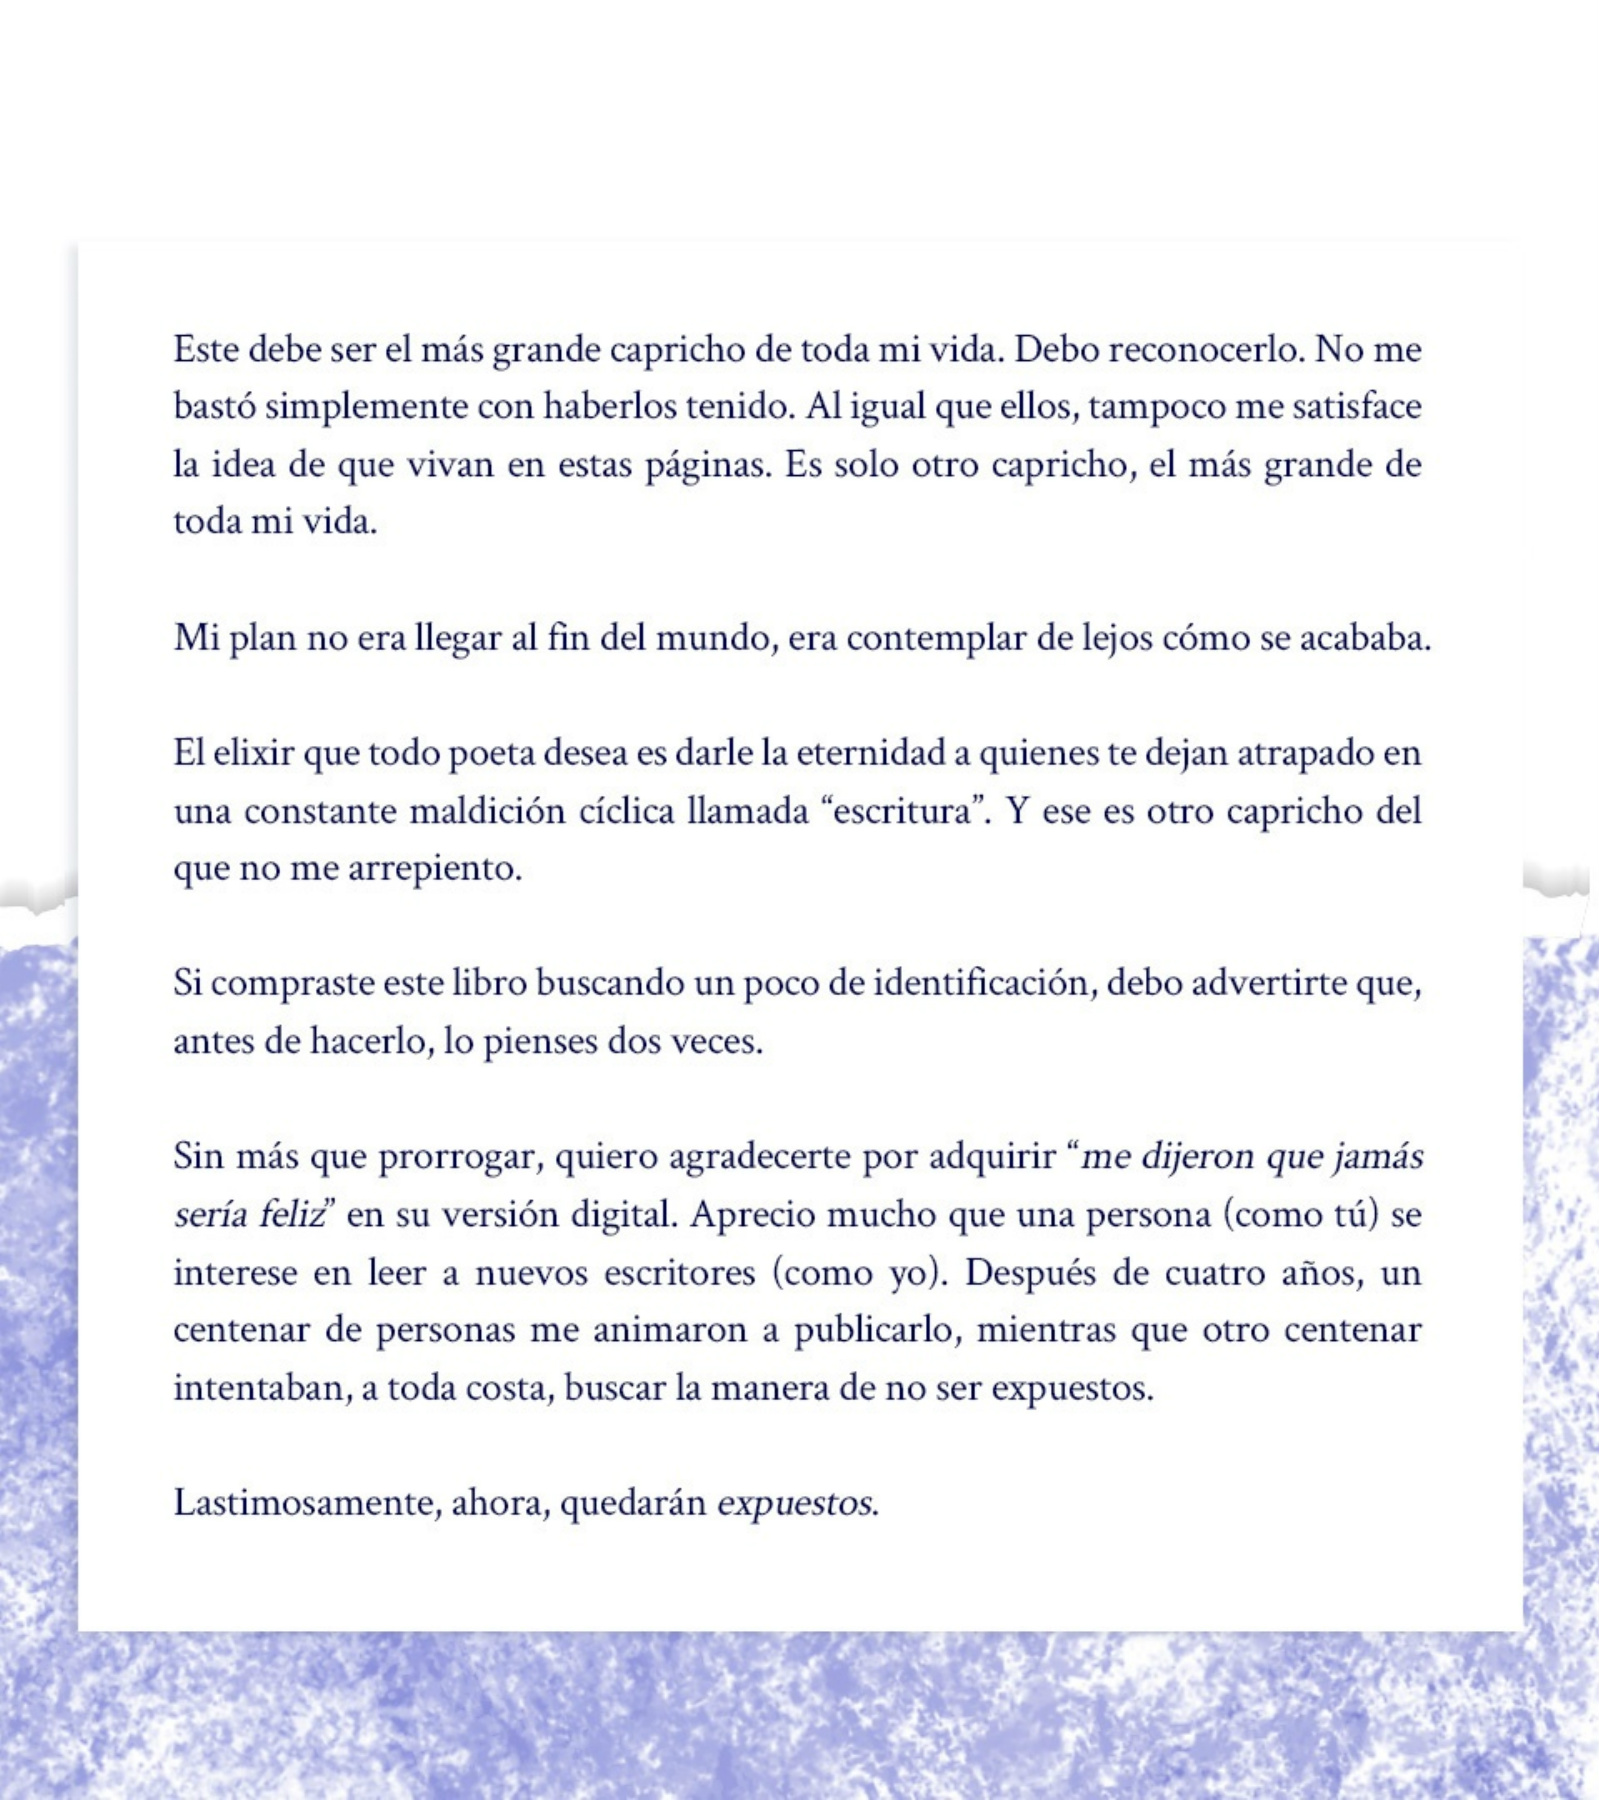 Este debe ser el más grande capricho de toda mi vida. Debo reconocerlo. No me
bastó simplemente con haberlos tenido. Al igual que ellos, tampoco me satisface
la idea de que vivan en estas páginas. Es solo otro capricho, el más grande de
toda mi vida.
Mi plan no era llegar al fin del mundo, era contemplar de lejos cómo se acababa.
El elixir que todo poeta desea es darle la eternidad a quienes te dejan atrapado en
una constante maldición cíclica llamada “escritura”. Y ese es otro capricho del
que no me arrepiento.
Si compraste este libro buscando un poco de identificación, debo advertirte que,
antes de hacerlo, lo pienses dos veces.
Sin más que prorrogar, quiero agradecerte por adquirir “me dijeron que jamás
sería feliz” en su versión digital. Aprecio mucho que una persona (como tú) se
interese en leer a nuevos escritores (como yo). Después de cuatro años, un
centenar de personas me animaron a publicarlo, mientras que otro centenar
intentaban, a toda costa, buscar la manera de no ser expuestos.
Lastimosamente, ahora, quedarán expuestos.